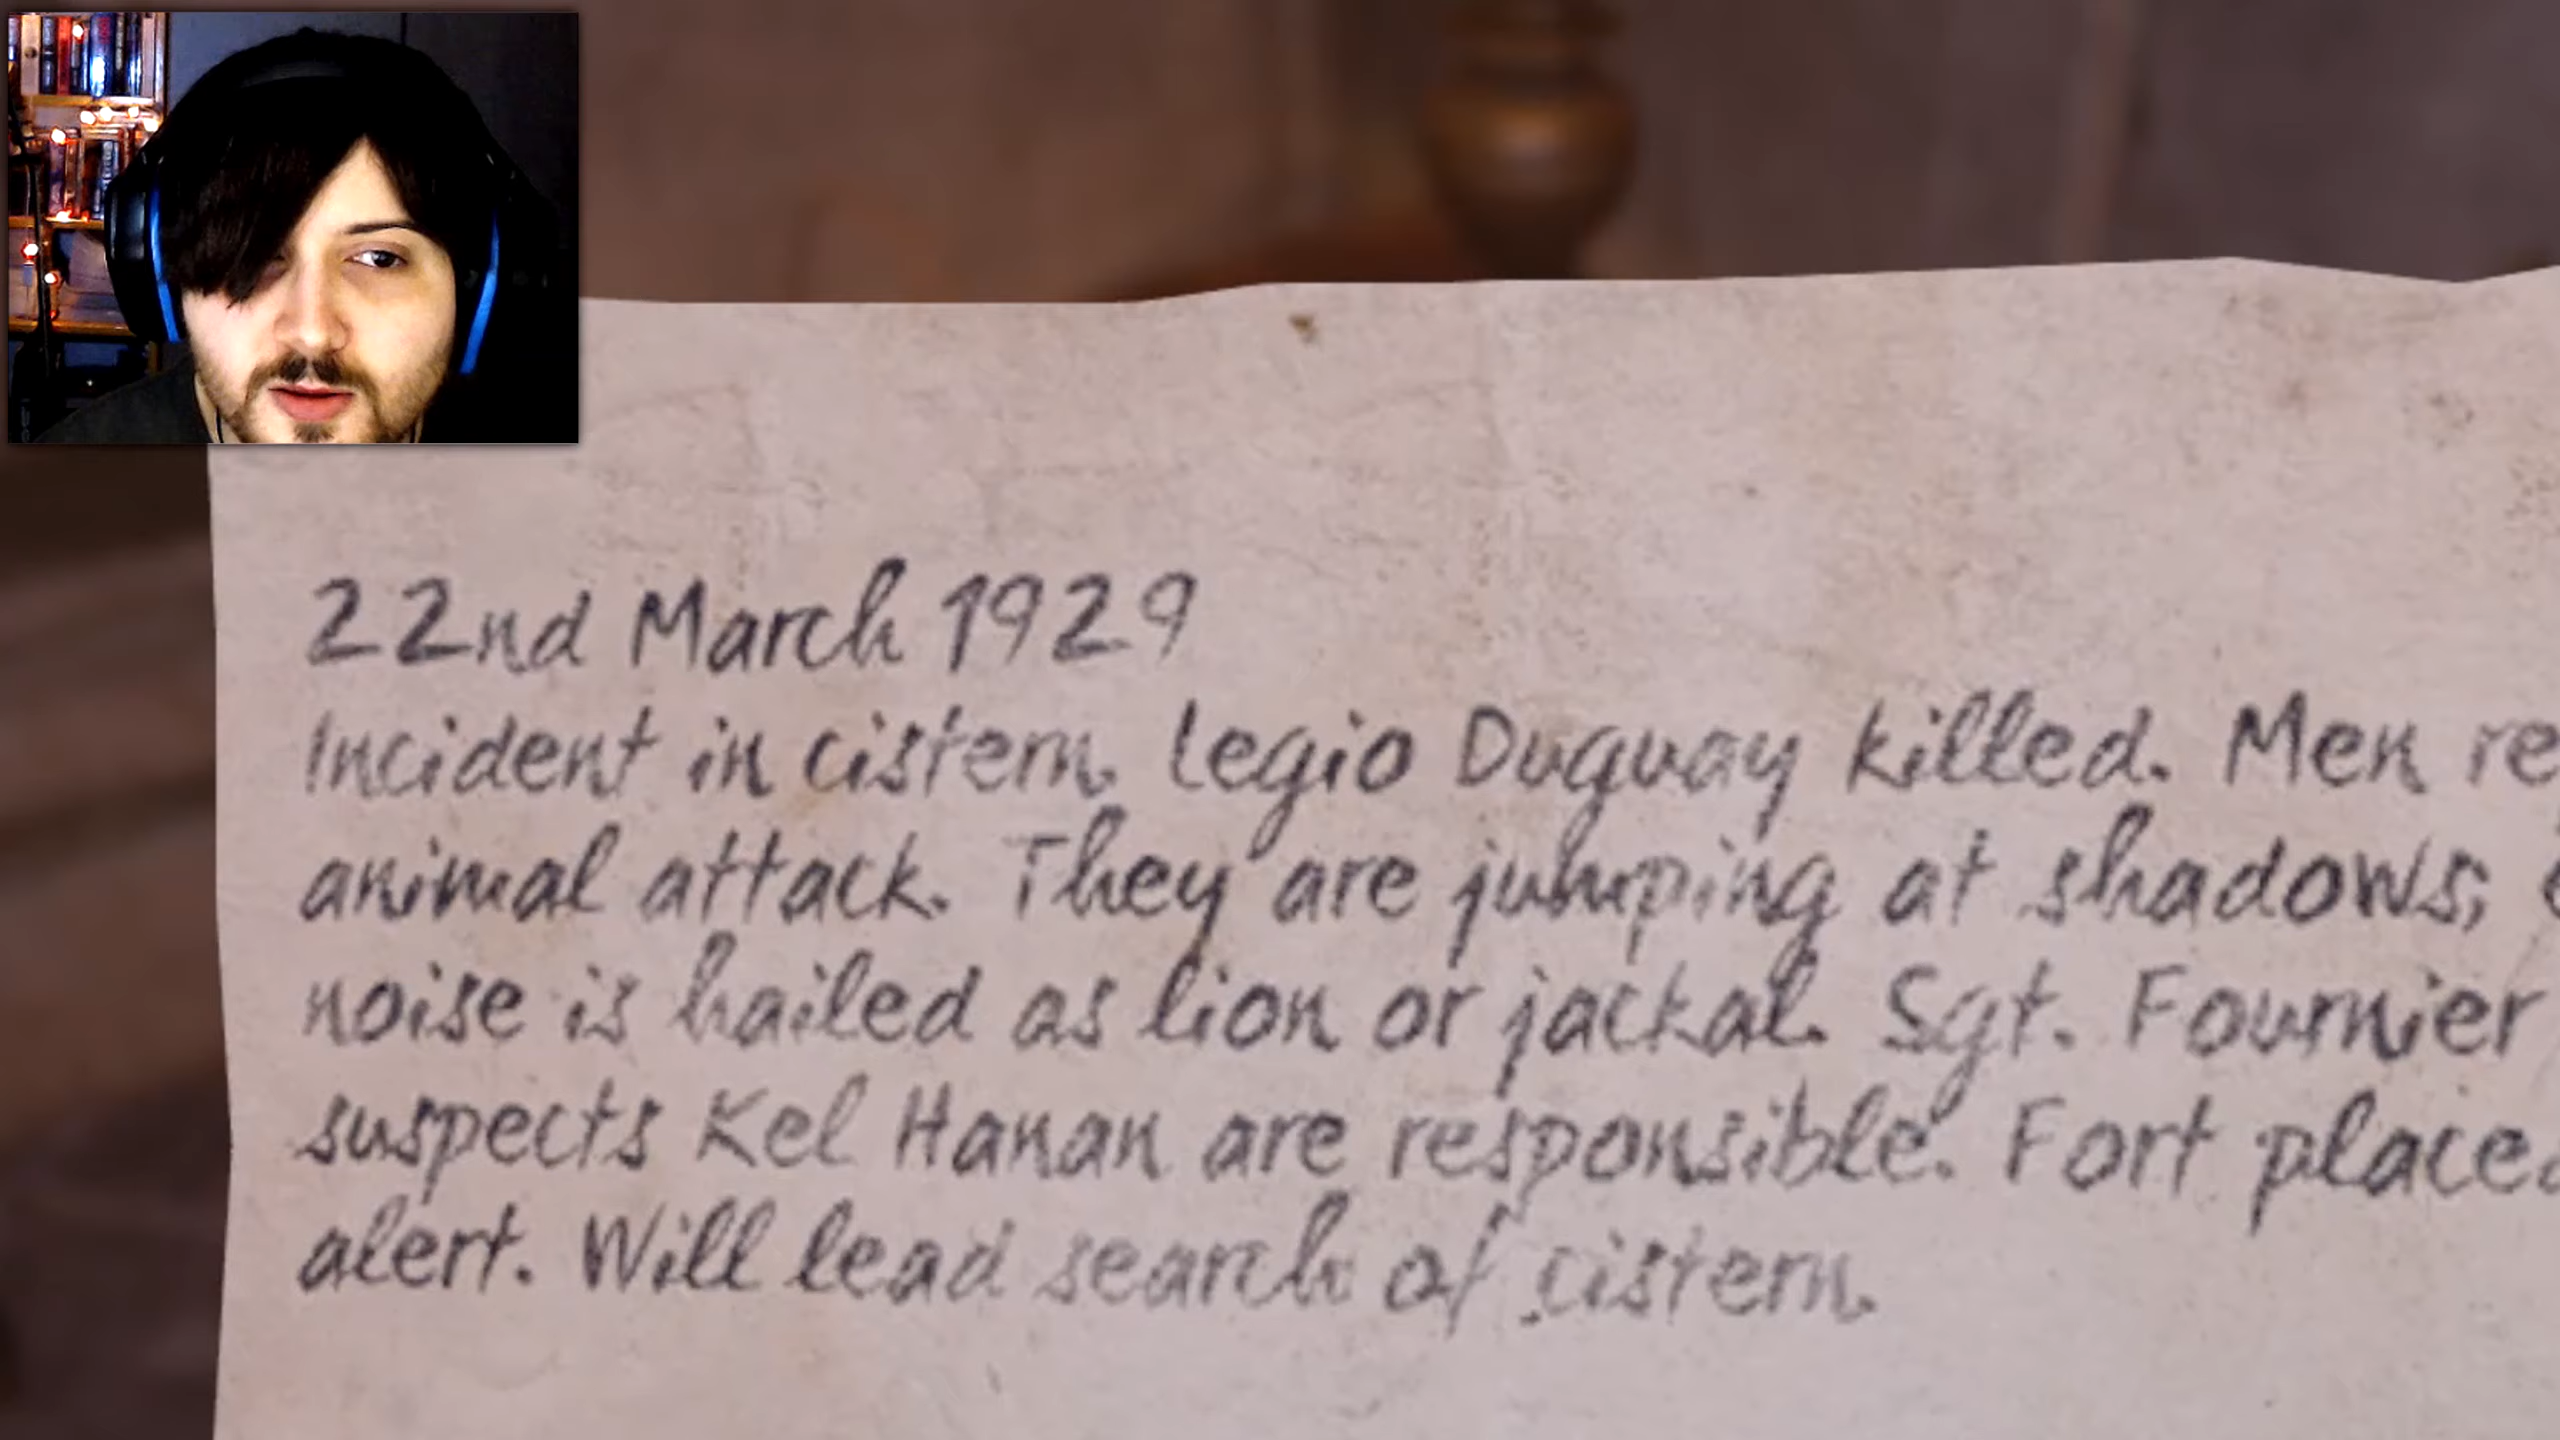 22nd March 1929
Incident in cistern. Legio Duguay killed. Men
animal attack. They are jumping at shadows;
noise is hailed as lion or jackal. Sgt. Fournier
suspects Kel Hanan are responsible. Fort
alert. Will lead search of cistern.